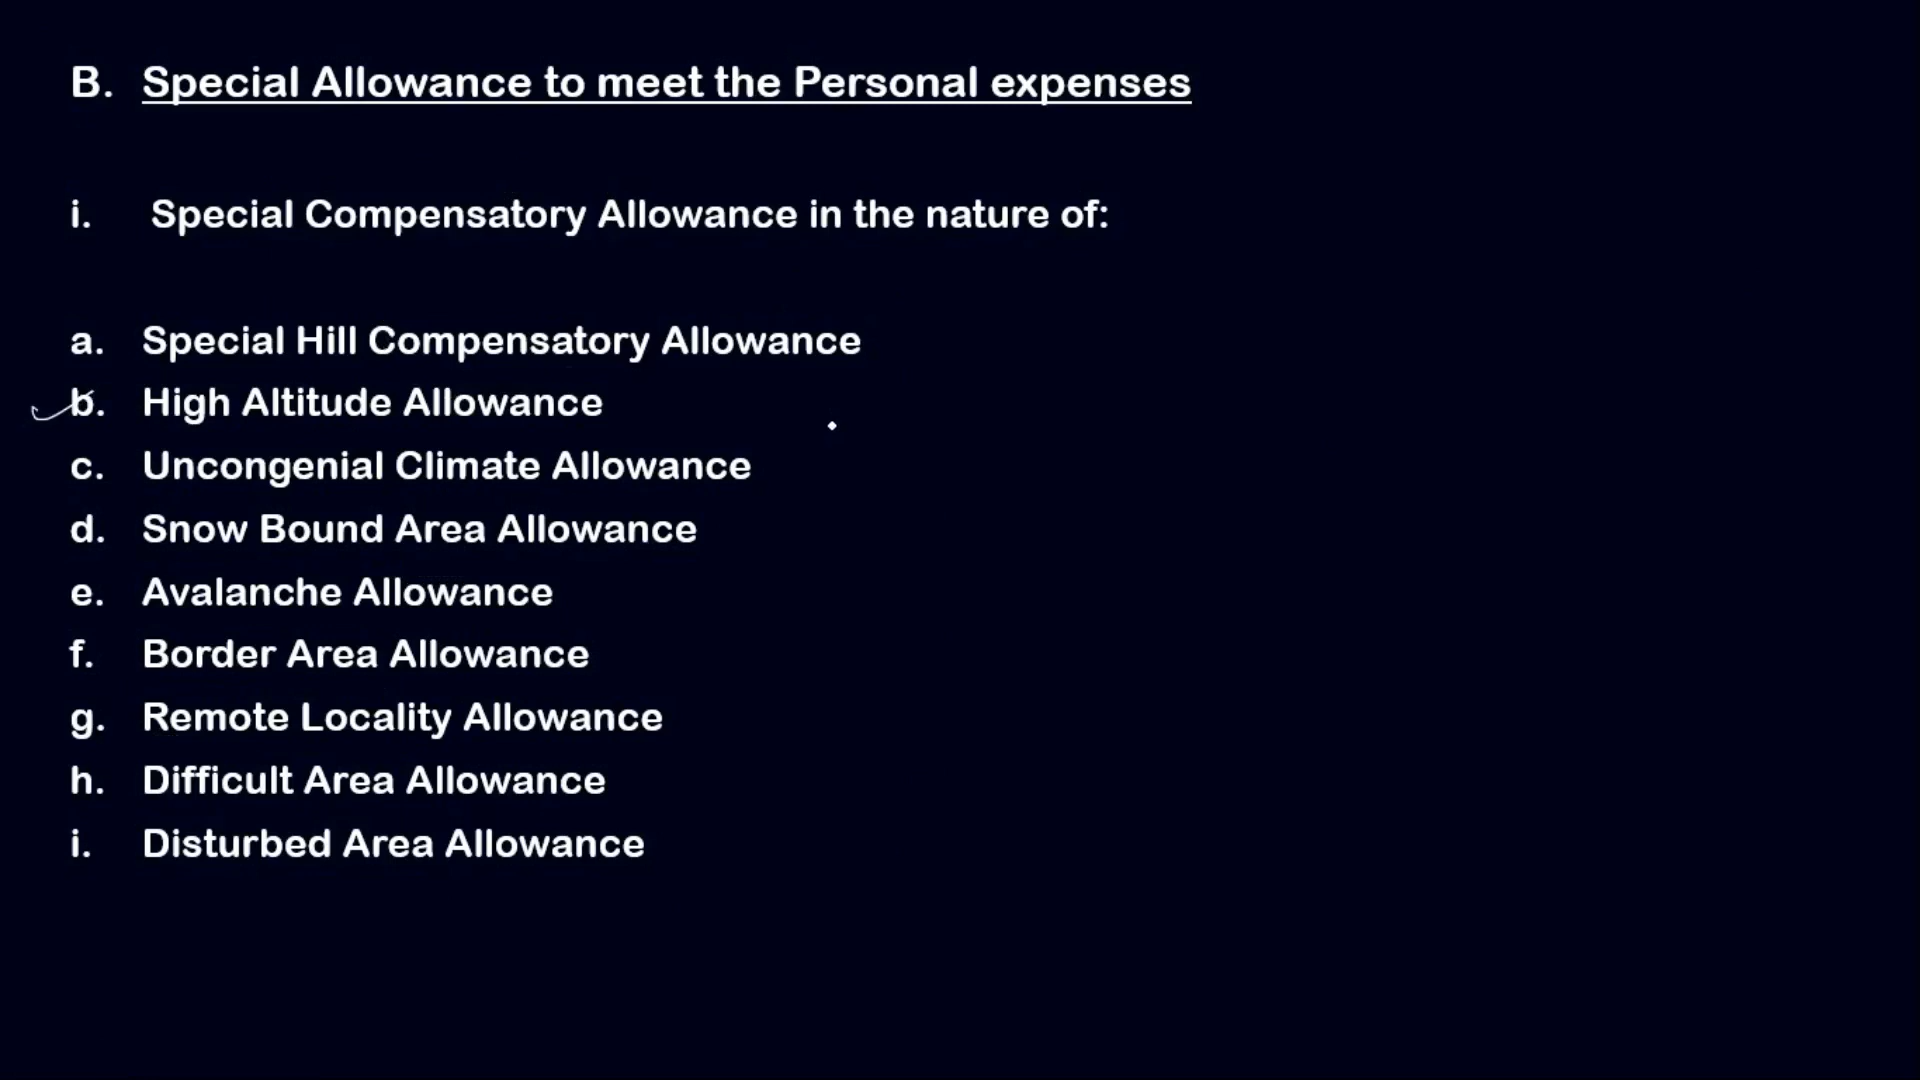 B. Special Allowance to meet the Personal expenses
i. Special Compensatory Allowance in the nature of:
a. Special Hill Compensatory Allowance
b. High Altitude Allowance
c. Uncongenial Climate Allowance
d. Snow Bound Area Allowance
e. Avalanche Allowance
f. Border Area Allowance
g. Remote Locality Allowance
h. Difficult Area Allowance
i. Disturbed Area Allowance